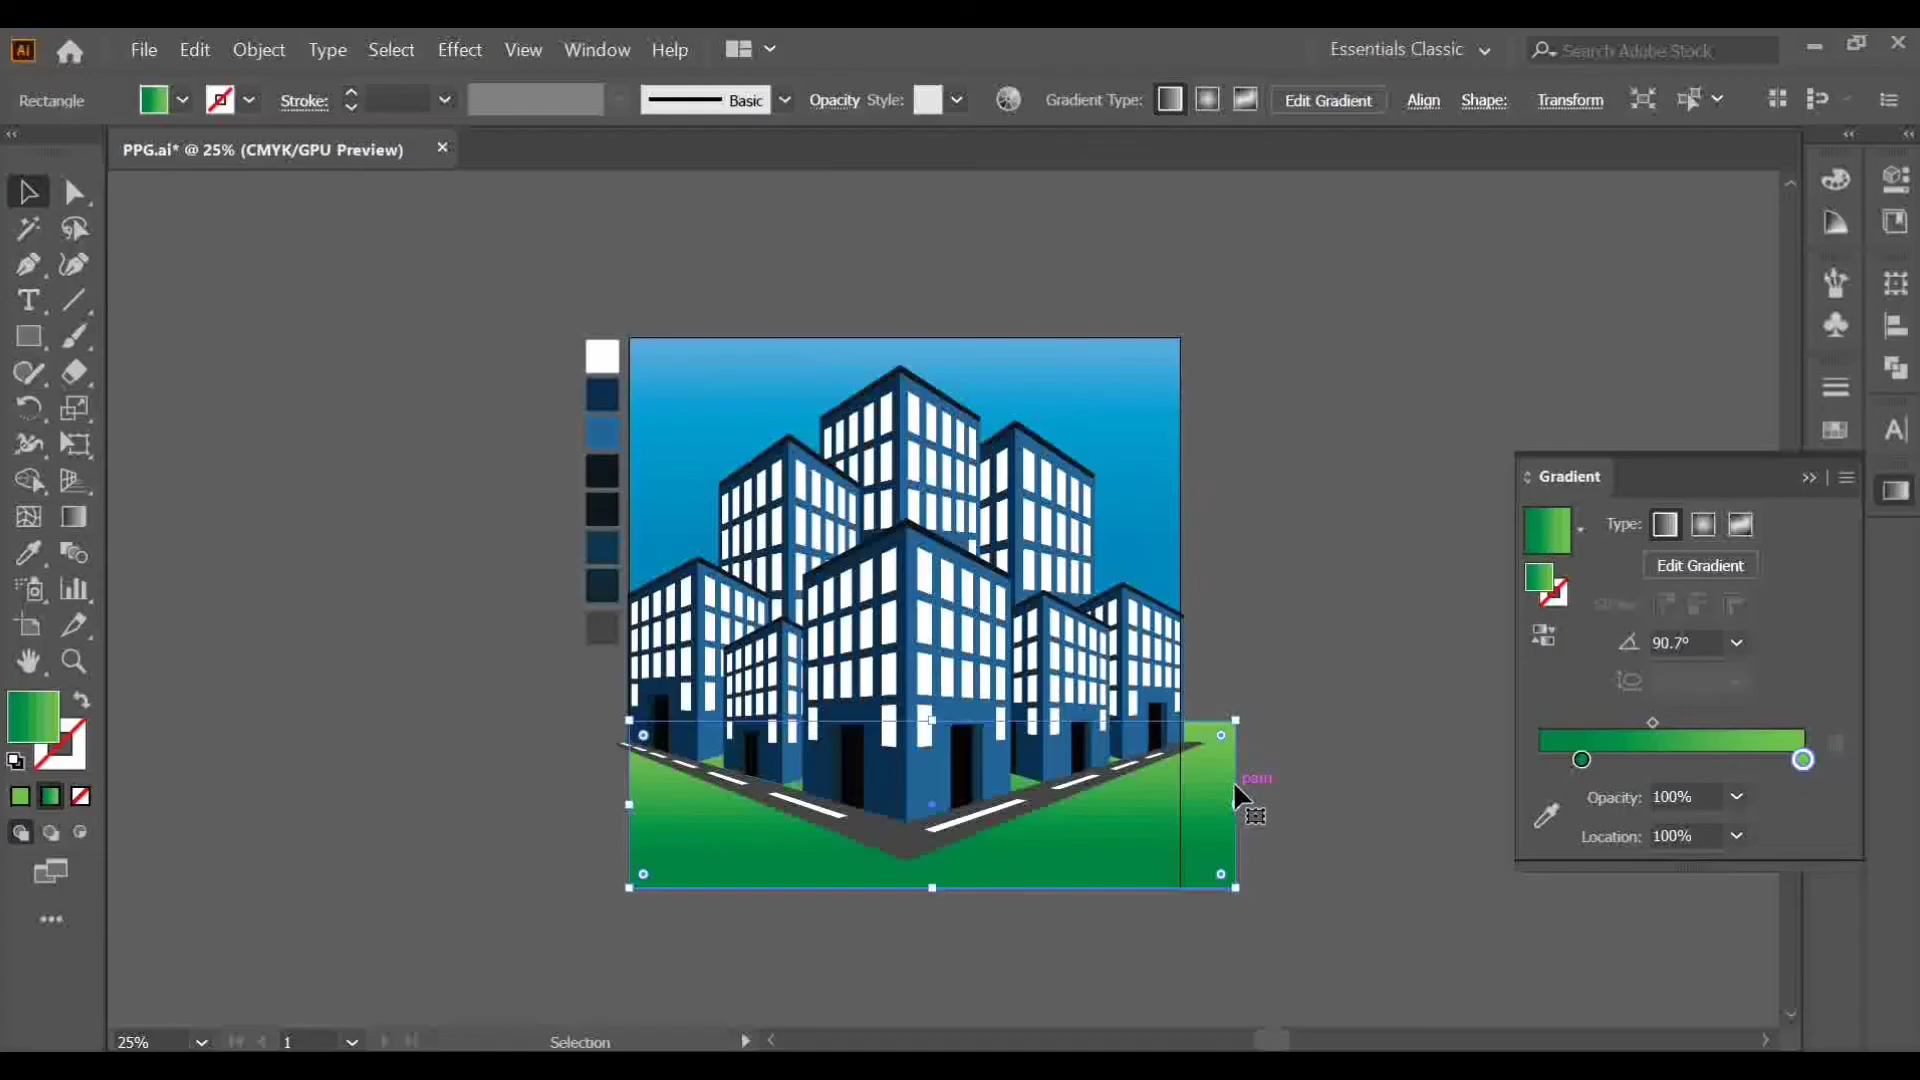 Ai File Edit Object Type Select Effect View Window Help Essentials Classic Search Adobe Stock
Rectangle Stroke: Basic Opacity Style: Gradient Type: Edit Gradient Align Shape: Transform
PPG.ai* @ 25% (CMYK/GPU Preview)
Gradient
Type:
Edit Gradient
Stroke:
90.7°
Opacity: 100%
Location: 100%
25% 1 Selection